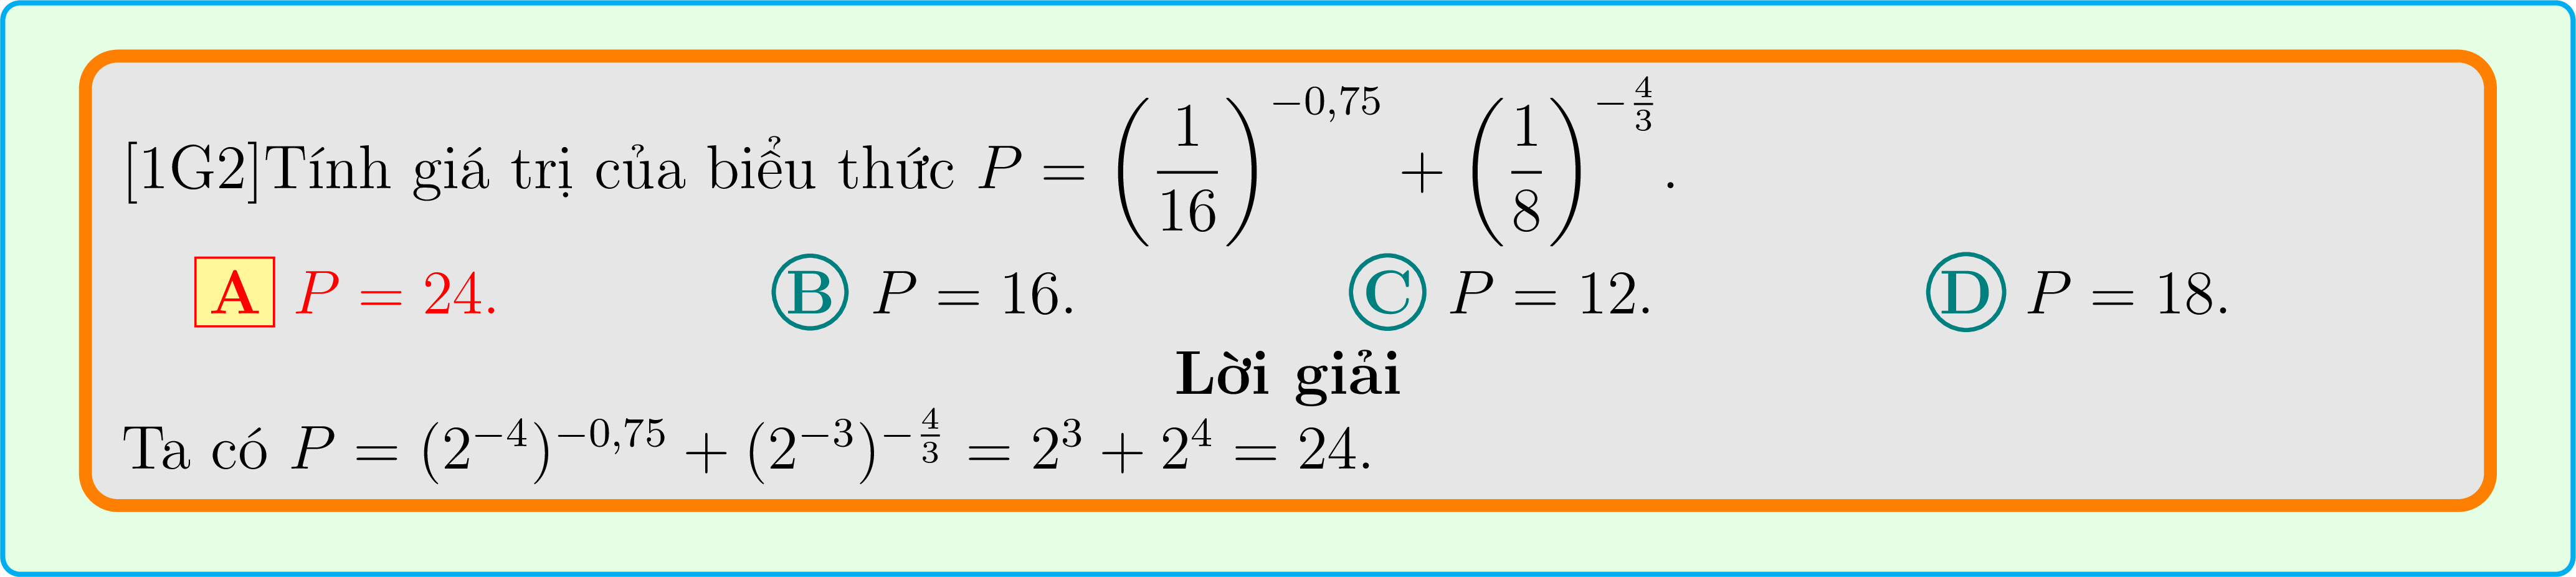 [1G2]Tính giá trị của biểu thức $P = \left(\dfrac{1}{16}\right)^{-0,75} + \left(\dfrac{1}{8}\right)^{-\frac{4}{3}}$.
A P = 24. B P = 16. C P = 12. D P = 18.
Lời giải
Ta có $P = (2^{-4})^{-0,75} + (2^{-3})^{-\frac{4}{3}} = 2^3 + 2^4 = 24$.